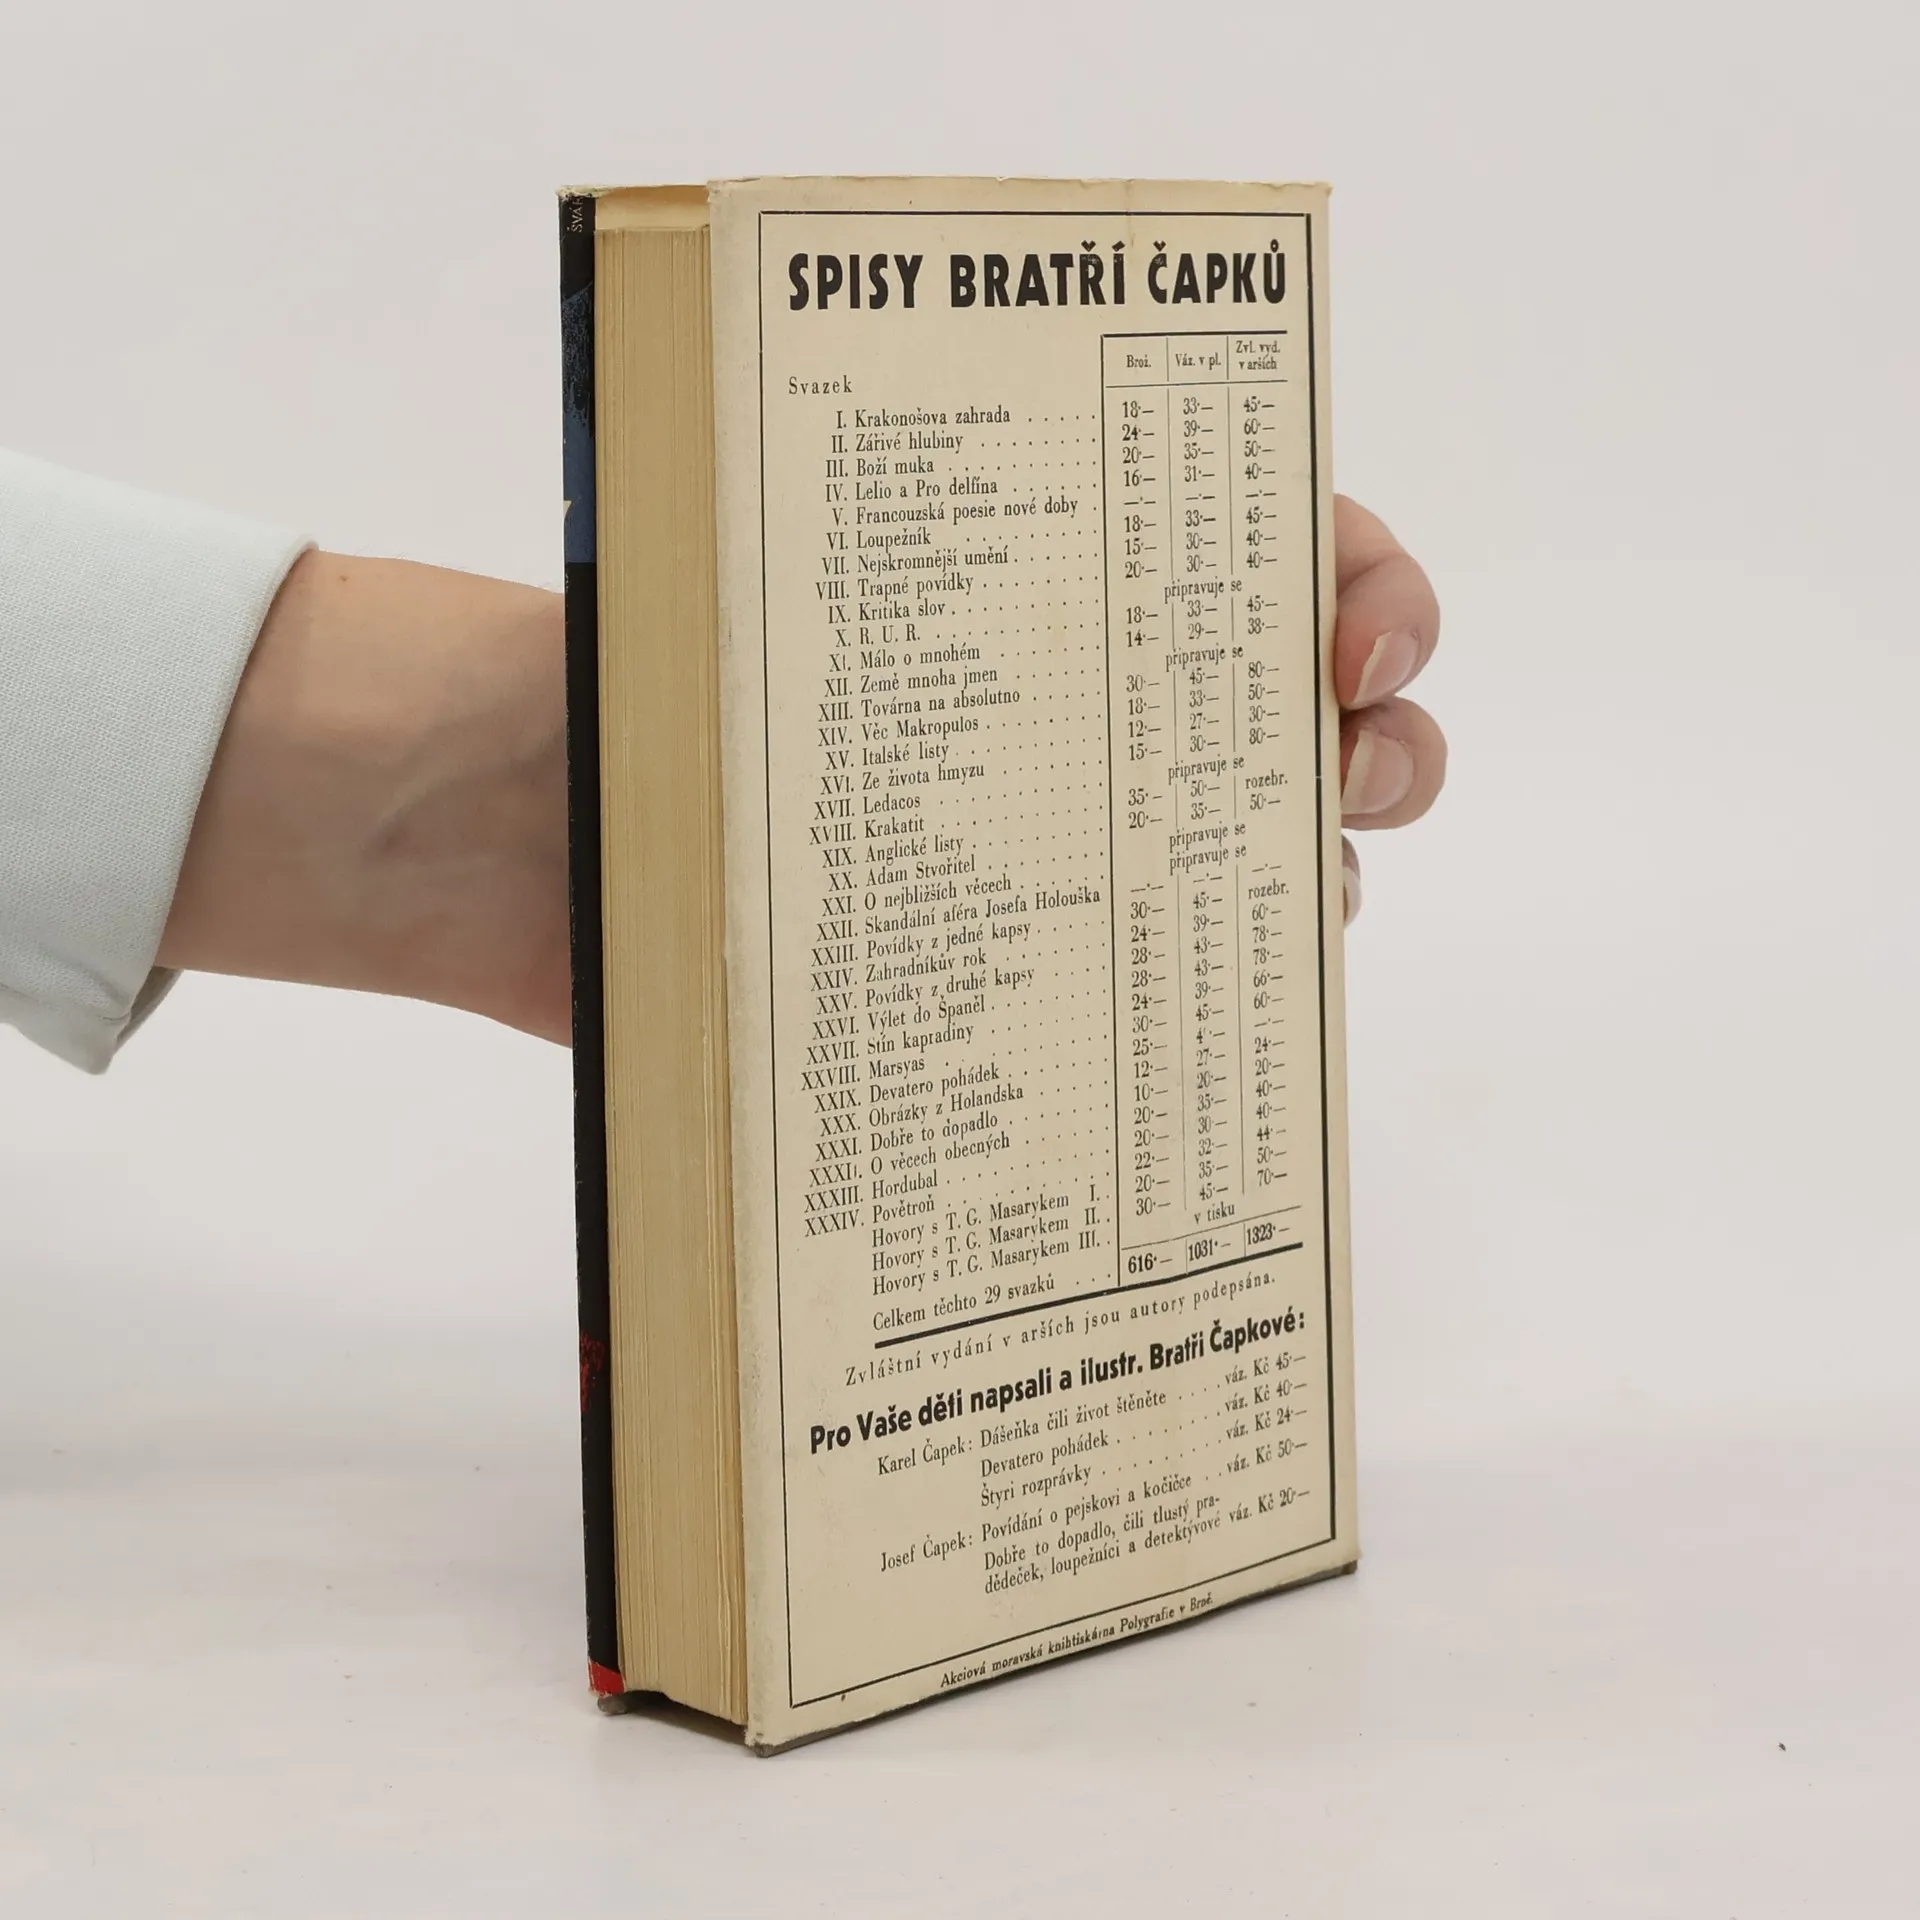 SPISY BRATŘÍ ČAPKŮ
Svazek Brož. Váz. v pl. Zvl. vyd. v arších
I. Krakonošova zahrada . . . . . 18·— 33·— 45·—
II. Zářivé hlubiny . . . . . . . . 24·— 39·— 60·—
III. Boží muka . . . . . . . . . . 20·— 35·— 50·—
IV. Lelio a Pro delfína . . . . . . 16·— 31·— 40·—
V. Francouzská poesie nové doby . —·— —·— —·—
VI. Loupežník . . . . . . . . . 18·— 33·— 45·—
VII. Nejskromnější umění . . . . . . 15·— 30·— 40·—
VIII. Trapné povídky . . . . . . . . 20·— 30·— 40·—
IX. Kritika slov . . . . . . . . . . připravuje se
X. R. U. R. . . . . . . . . . . . 18·— 33·— 45·—
XI. Málo o mnohém . . . . . . . 14·— 29·— 38·—
XII. Země mnoha jmen . . . . . . připravuje se
XIII. Továrna na absolutno . . . . . 30·— 45·— 80·—
XIV. Věc Makropulos . . . . . . . . 18·— 33·— 50·—
XV. Italské listy . . . . . . . . . . 12·— 27·— 30·—
XVI. Ze života hmyzu . . . . . . . 15·— 30·— 80·—
XVII. Ledacos . . . . . . . . . . . připravuje se
XVIII. Krakatit . . . . . . . . . . . 35·— 50·— rozebr.
XIX. Anglické listy . . . . . . . . . 20·— 35·— 50·—
XX. Adam Stvořitel . . . . . . . . připravuje se
XXI. O nejbližších věcech . . . . . . připravuje se
XXII. Skandální aféra Josefa Holouška —·— —·— —·—
XXIII. Povídky z jedné kapsy . . . . . 30·— 45·— rozebr.
XXIV. Zahradníkův rok . . . . . . . 24·— 39·— 60·—
XXV. Povídky z druhé kapsy . . . . 28·— 43·— 78·—
XXVI. Výlet do Španěl . . . . . . . . 28·— 43·— 78·—
XXVII. Stín kapradiny . . . . . . . . 24·— 39·— 66·—
XXVIII. Marsyas . . . . . . . . . . 30·— 45·— 60·—
XXIX. Devatero pohádek . . . . . . . 25·— 4 ·— —·—
XXX. Obrázky z Holandska . . . . . 12·— 27·— 24·—
XXXI. Dobře to dopadlo . . . . . . . 10·— 20·— 20·—
XXXII. O věcech obecných . . . . . . 20·— 35·— 40·—
XXXIII. Hordubal . . . . . . . . . . . 20·— 30·— 40·—
XXXIV. Povětroň . . . . . . . . . . . 22·— 32·— 44·—
Hovory s T. G. Masarykem I. . 20·— 35·— 50·—
Hovory s T. G. Masarykem II. . 30·— 45·— 70·—
Hovory s T. G. Masarykem III. . v tisku
Celkem těchto 29 svazků . . . 616·— 1031·— 1323·—
Zvláštní vydání v arších jsou autory podepsána.
Pro Vaše děti napsali a ilustr. Bratři Čapkové:
Karel Čapek: Dášeňka čili život štěněte . . . . váz. Kč 45·—
Devatero pohádek . . . . . . . váz. Kč 40·—
Štyri rozprávky . . . . . . . . váz. Kč 24·—
Josef Čapek: Povídání o pejskovi a kočičce . . váz. Kč 50·—
Dobře to dopadlo, čili tlustý pra-
dědeček, loupežníci a detektývové váz. Kč 20·—
Akciová moravská knihtiskárna Polygrafie v Brně.